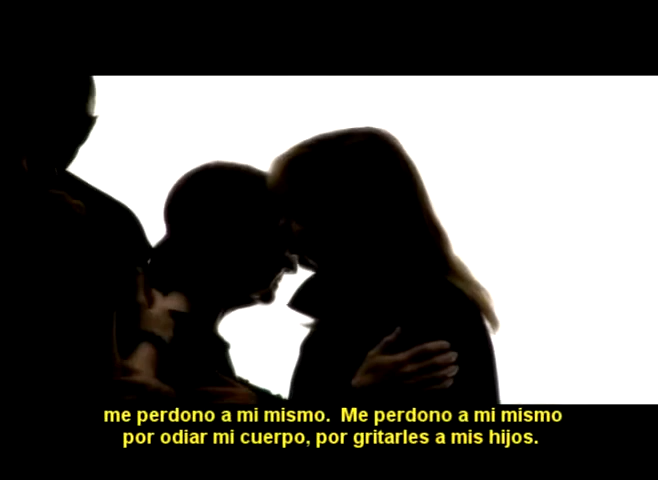 me perdono a mi mismo.  Me perdono a mi mismo
por odiar mi cuerpo, por gritarles a mis hijos.